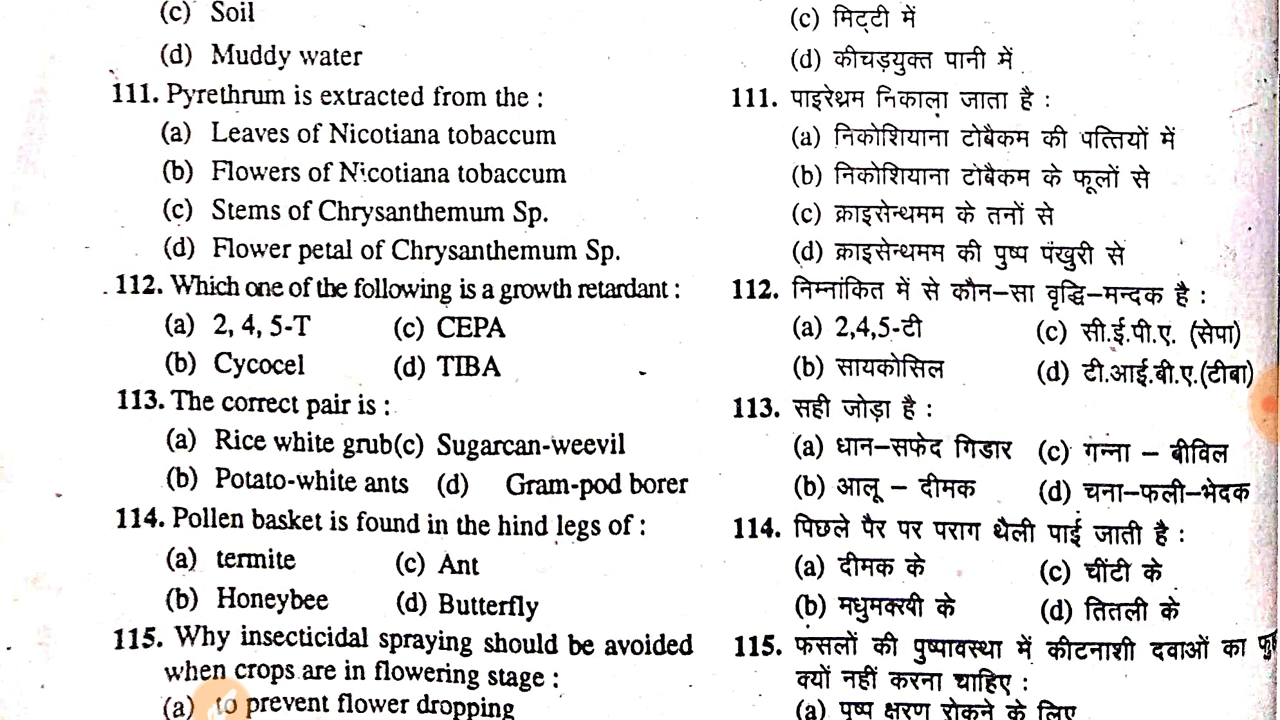 (c) Soil
(d) Muddy water
111. Pyrethrum is extracted from the :
(a) Leaves of Nicotiana tobaccum
(b) Flowers of Nicotiana tobaccum
(c) Stems of Chrysanthemum Sp.
(d) Flower petal of Chrysanthemum Sp.
112. Which one of the following is a growth retardant :
(a) 2, 4, 5-T (c) CEPA
(b) Cycocel (d) TIBA
113. The correct pair is :
(a) Rice white grub(c) Sugarcan-weevil
(b) Potato-white ants (d) Gram-pod borer
114. Pollen basket is found in the hind legs of :
(a) termite (c) Ant
(b) Honeybee (d) Butterfly
115. Why insecticidal spraying should be avoided
when crops are in flowering stage :
(a) to prevent flower dropping
(c) मिट्टी में
(d) कीचड़युक्त पानी में
111. पाइरेथ्रम निकाला जाता है :
(a) निकोशियाना टोबैकम की पत्तियों में
(b) निकोशियाना टोबैकम के फूलों से
(c) क्राइसेन्थमम के तनों से
(d) क्राइसेन्थमम की पुष्प पंखुरी से
112. निम्नांकित में से कौन-सा वृद्धि-मन्दक है :
(a) 2,4,5-टी (c) सी.ई.पी.ए. (सेपा)
(b) सायकोसिल (d) टी.आई.बी.ए.(टीबा)
113. सही जोड़ा है :
(a) धान-सफेद गिडार (c) गन्ना - बीविल
(b) आलू - दीमक (d) चना-फली-भेदक
114. पिछले पैर पर पराग थैली पाई जाती है :
(a) दीमक के (c) चींटी के
(b) मधुमक्खी के (d) तितली के
115. फसलों की पुष्पावस्था में कीटनाशी दवाओं का
क्यों नहीं करना चाहिए :
(a) पुष्प क्षरण रोकने के लिए